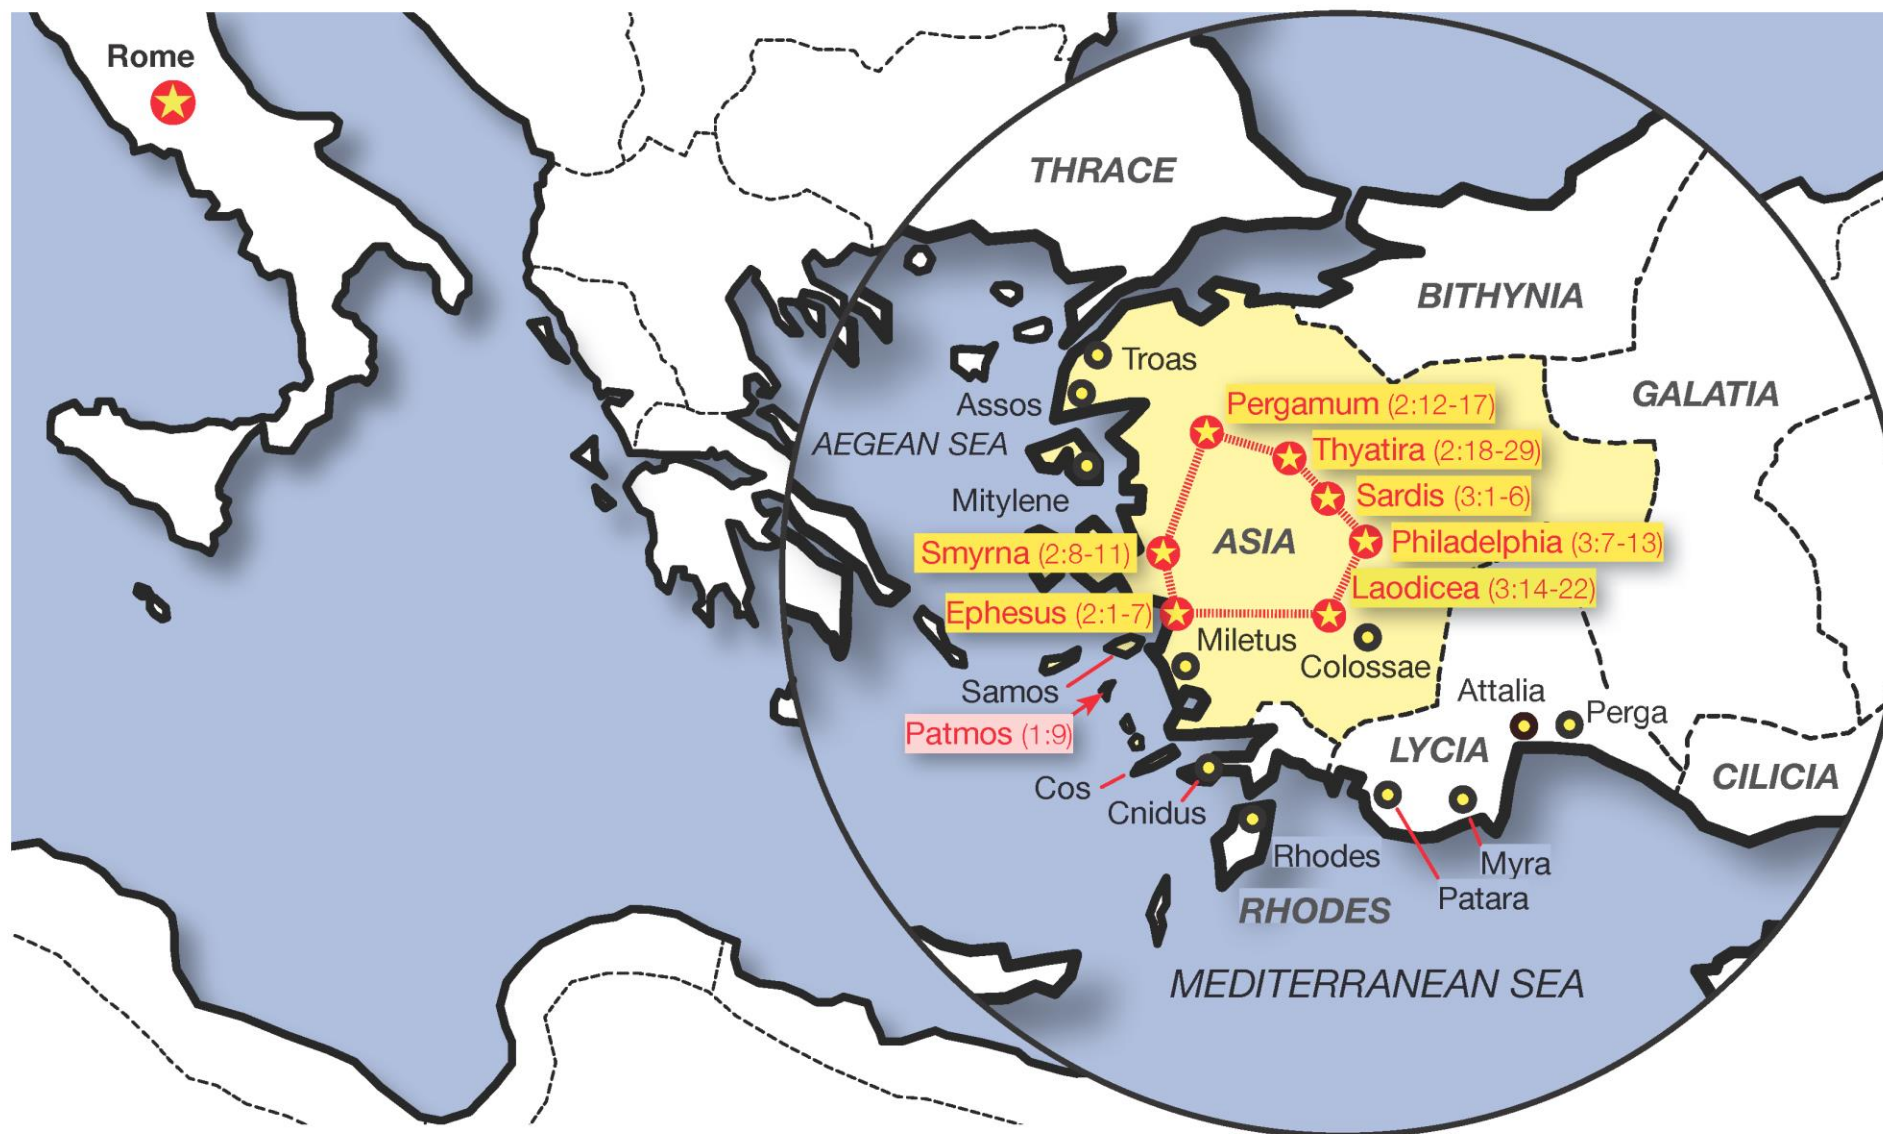 Rome
THRACE
BITHYNIA
Troas
GALATIA
Assos
Pergamum (2:12-17)
AEGEAN SEA
Thyatira (2:18-29)
Mitylene
Sardis (3:1-6)
Smyrna (2:8-11)
ASIA
Philadelphia (3:7-13)
Laodicea (3:14-22)
Ephesus (2:1-7)
Miletus
Colossae
Samos
Attalia
Perga
Patmos (1:9)
LYCIA
CILICIA
Cos
Cnidus
Rhodes
Myra
Patara
RHODES
MEDITERRANEAN SEA